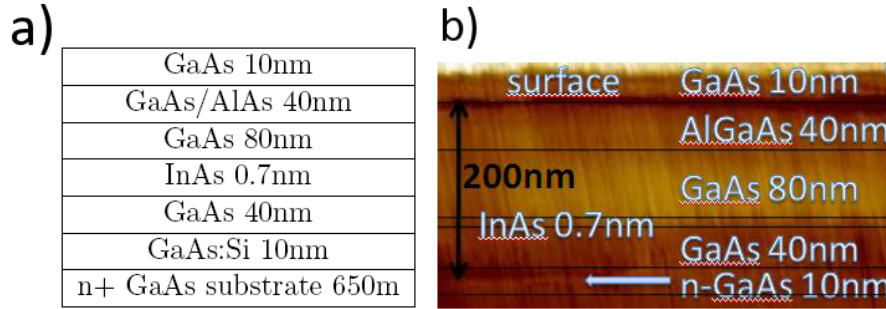 a)
GaAs 10nm
GaAs/AlAs 40nm
GaAs 80nm
InAs 0.7nm
GaAs 40nm
GaAs:Si 10nm
n+ GaAs substrate 650m
b)
surface
GaAs 10nm
AlGaAs 40nm
200nm
GaAs 80nm
InAs 0.7nm
GaAs 40nm
n-GaAs 10nm